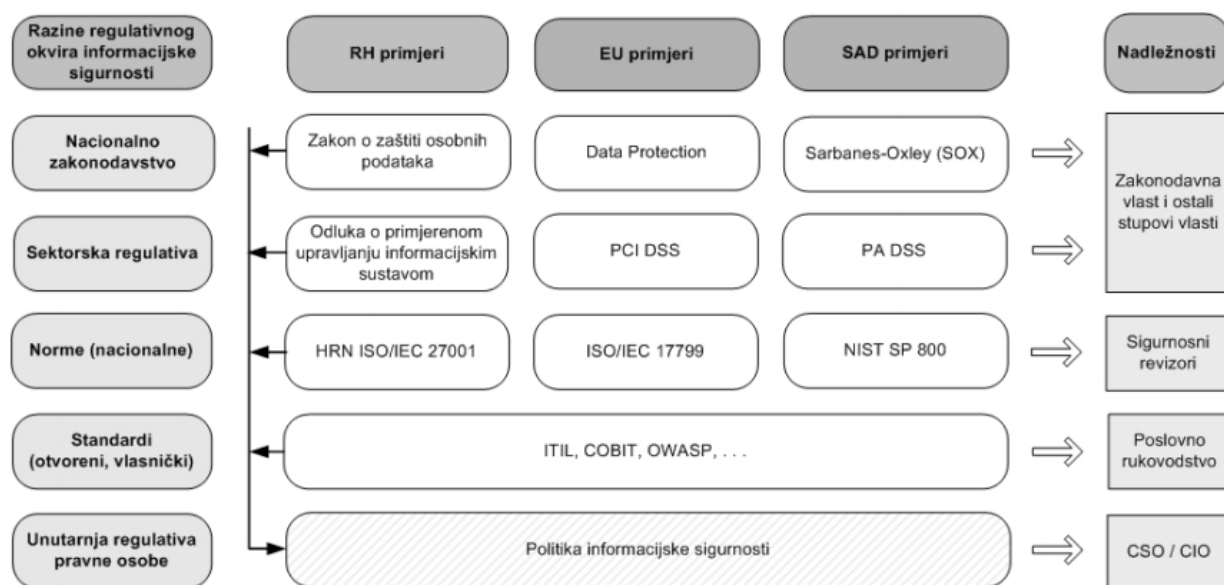 Razine regulativnog
okvira informacijske
sigurnosti
RH primjeri
EU primjeri
SAD primjeri
Nadležnosti
Nacionalno
zakonodavstvo
Zakon o zaštiti osobnih
podataka
Data Protection
Sarbanes-Oxley (SOX)
Zakonodavna
vlast i ostali
stupovi vlasti
Sektorska regulativa
Odluka o primjerenom
upravljanju informacijskim
sustavom
PCI DSS
PA DSS
Norme (nacionalne)
HRN ISO/IEC 27001
ISO/IEC 17799
NIST SP 800
Sigurnosni
revizori
Standardi
(otvoreni, vlasnički)
ITIL, COBIT, OWASP, . . .
Poslovno
rukovodstvo
Unutarnja regulativa
pravne osobe
Politika informacijske sigurnosti
CSO / CIO